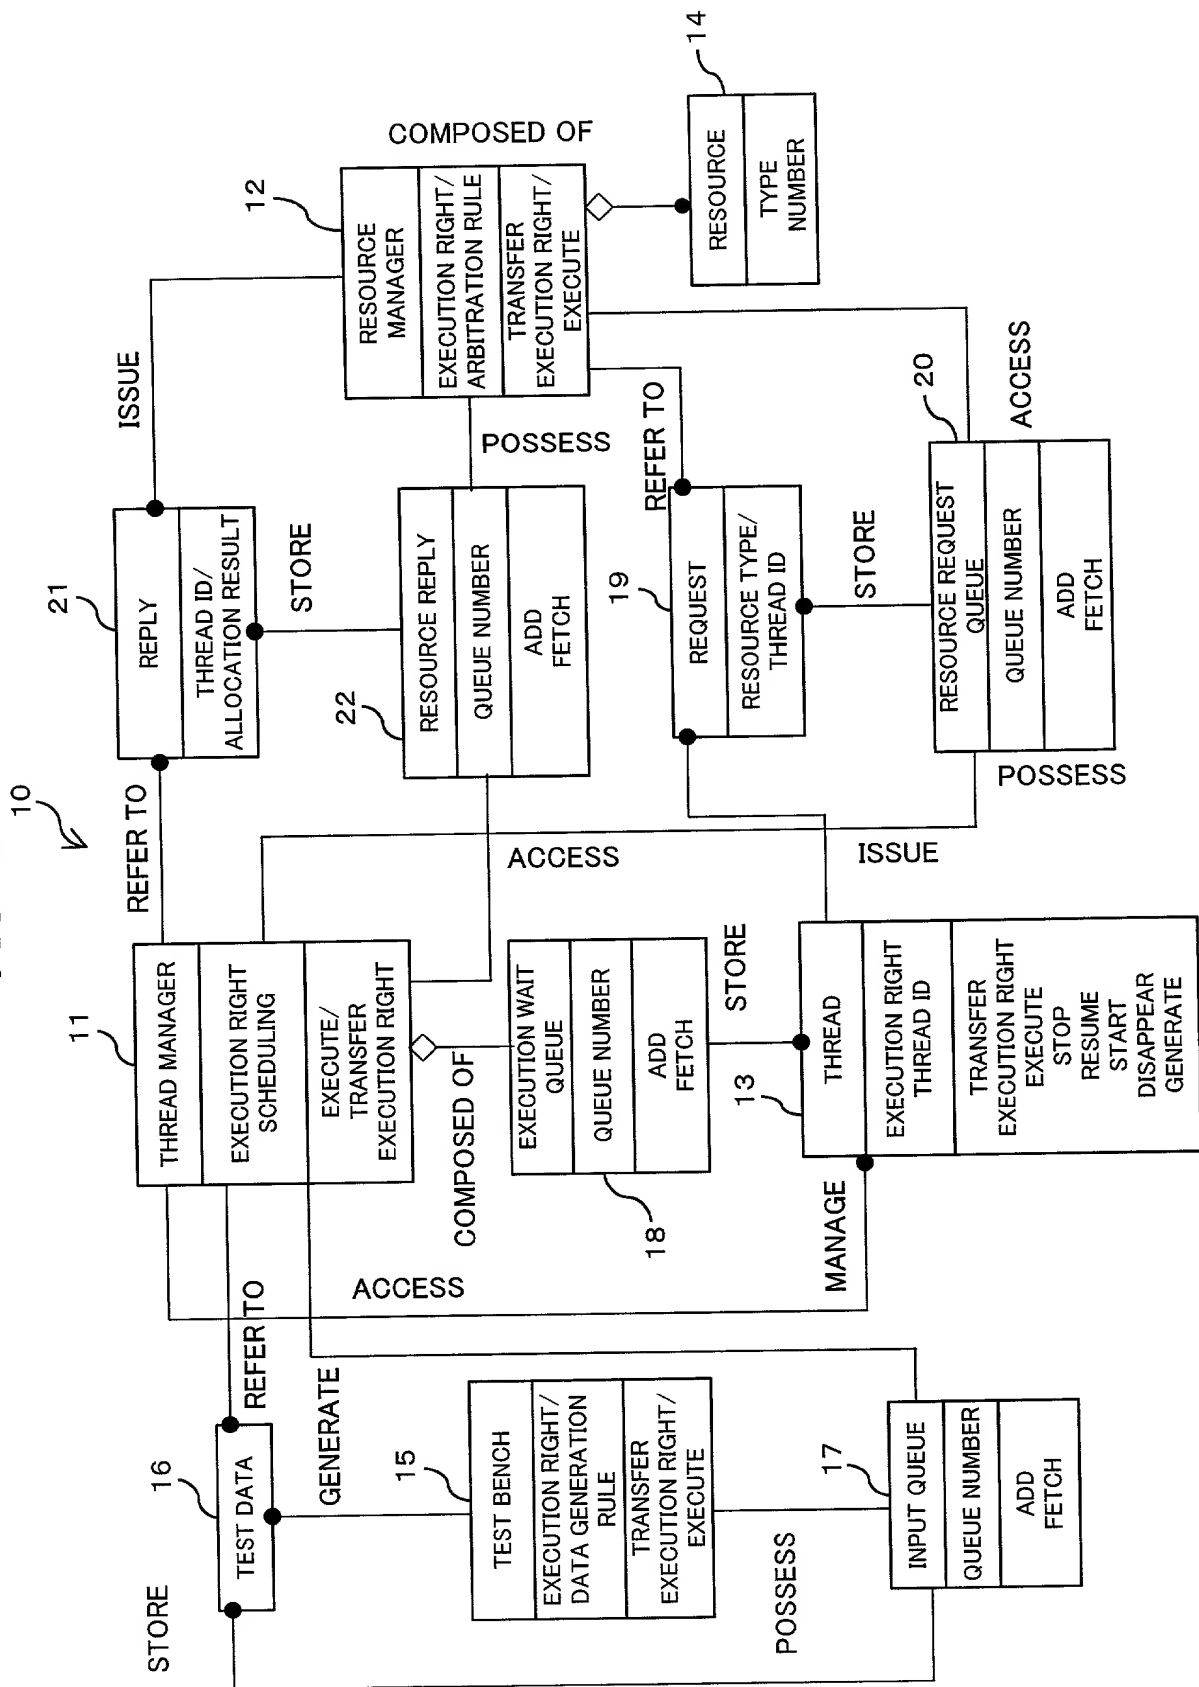 10
STORE
16
TEST DATA
REFER TO
GENERATE
15
TEST BENCH
EXECUTION RIGHT/
DATA GENERATION
RULE
TRANSFER
EXECUTION RIGHT/
EXECUTE
POSSESS
17
INPUT QUEUE
QUEUE NUMBER
ADD
FETCH
11
THREAD MANAGER
EXECUTION RIGHT
SCHEDULING
EXECUTE/
TRANSFER
EXECUTION RIGHT
ACCESS
COMPOSED OF
EXECUTION WAIT
QUEUE
QUEUE NUMBER
ADD
FETCH
18
STORE
MANAGE
13
THREAD
EXECUTION RIGHT
THREAD ID
TRANSFER
EXECUTION RIGHT
EXECUTE
STOP
RESUME
START
DISAPPEAR
GENERATE
REFER TO
21
REPLY
THREAD ID/
ALLOCATION RESULT
ISSUE
STORE
22
RESOURCE REPLY
QUEUE NUMBER
ADD
FETCH
ACCESS
POSSESS
ISSUE
19
REQUEST
RESOURCE TYPE/
THREAD ID
REFER TO
STORE
20
RESOURCE REQUEST
QUEUE
QUEUE NUMBER
ADD
FETCH
POSSESS
ACCESS
12
RESOURCE
MANAGER
EXECUTION RIGHT/
ARBITRATION RULE
TRANSFER
EXECUTION RIGHT/
EXECUTE
COMPOSED OF
14
RESOURCE
TYPE
NUMBER